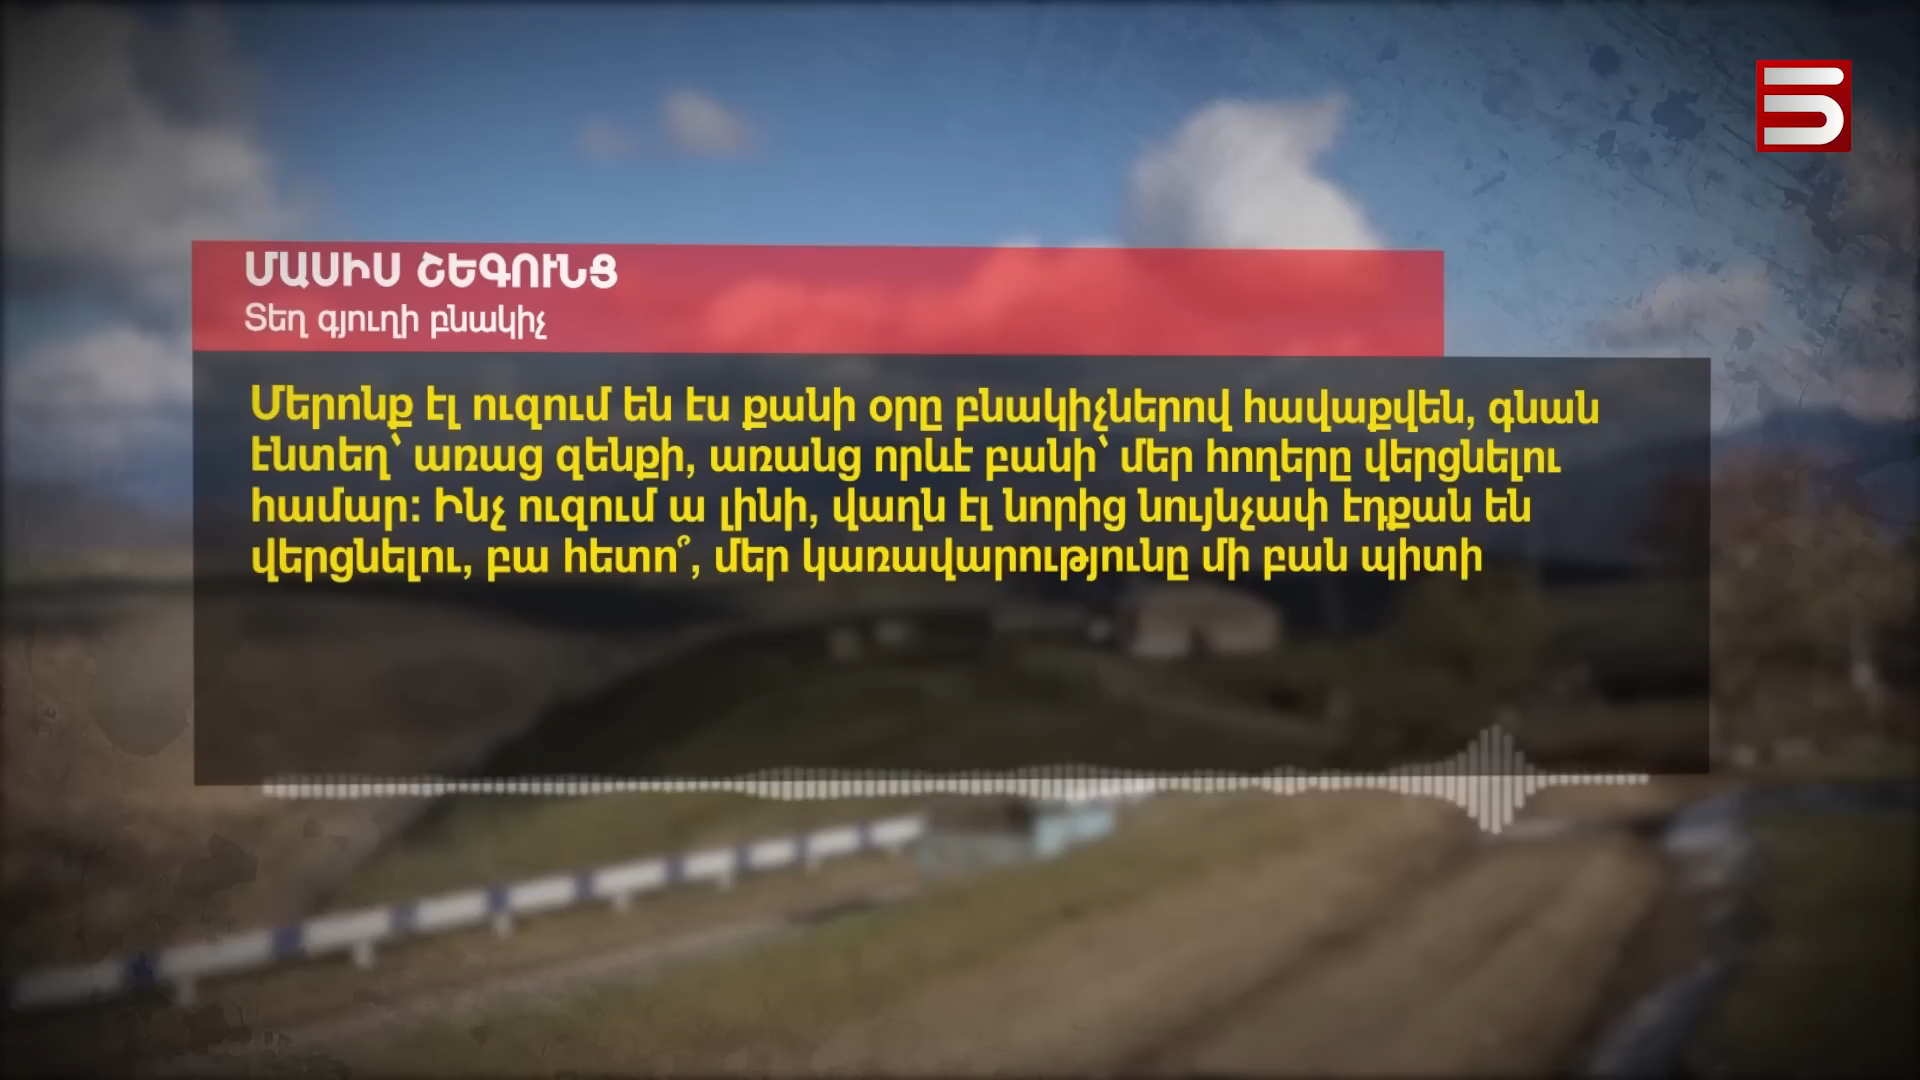 ՄԱՍԻՍ ՇԵԳՈՒՆՑ
Տեղ գյուղի բնակիչ
Մերոնք էլ ուզում են էս քանի օրը բնակիչներով հավաքվեն, գնան
էնտեղ՝ առաց զենքի, առանց որևէ բանի՝ մեր հողերը վերցնելու
համար: Ինչ ուզում ա լինի, վաղն էլ նորից նույնչափ էդքան են
վերցնելու, բա հետո՞, մեր կառավարությունը մի բան պիտի
5